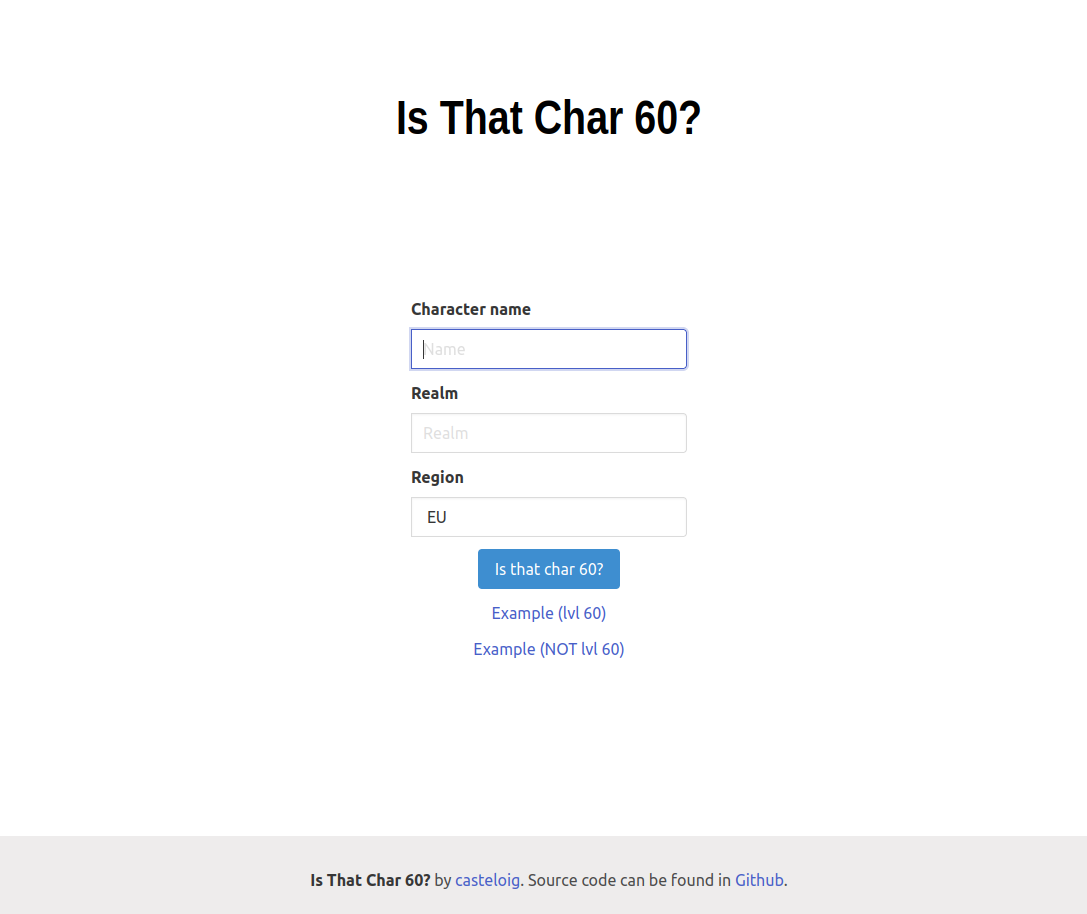 Is That Char 60?
Character name
Name
Realm
Realm
Region
EU
Is that char 60?
Example (lvl 60)
Example (NOT lvl 60)
Is That Char 60? by casteloig. Source code can be found in Github.